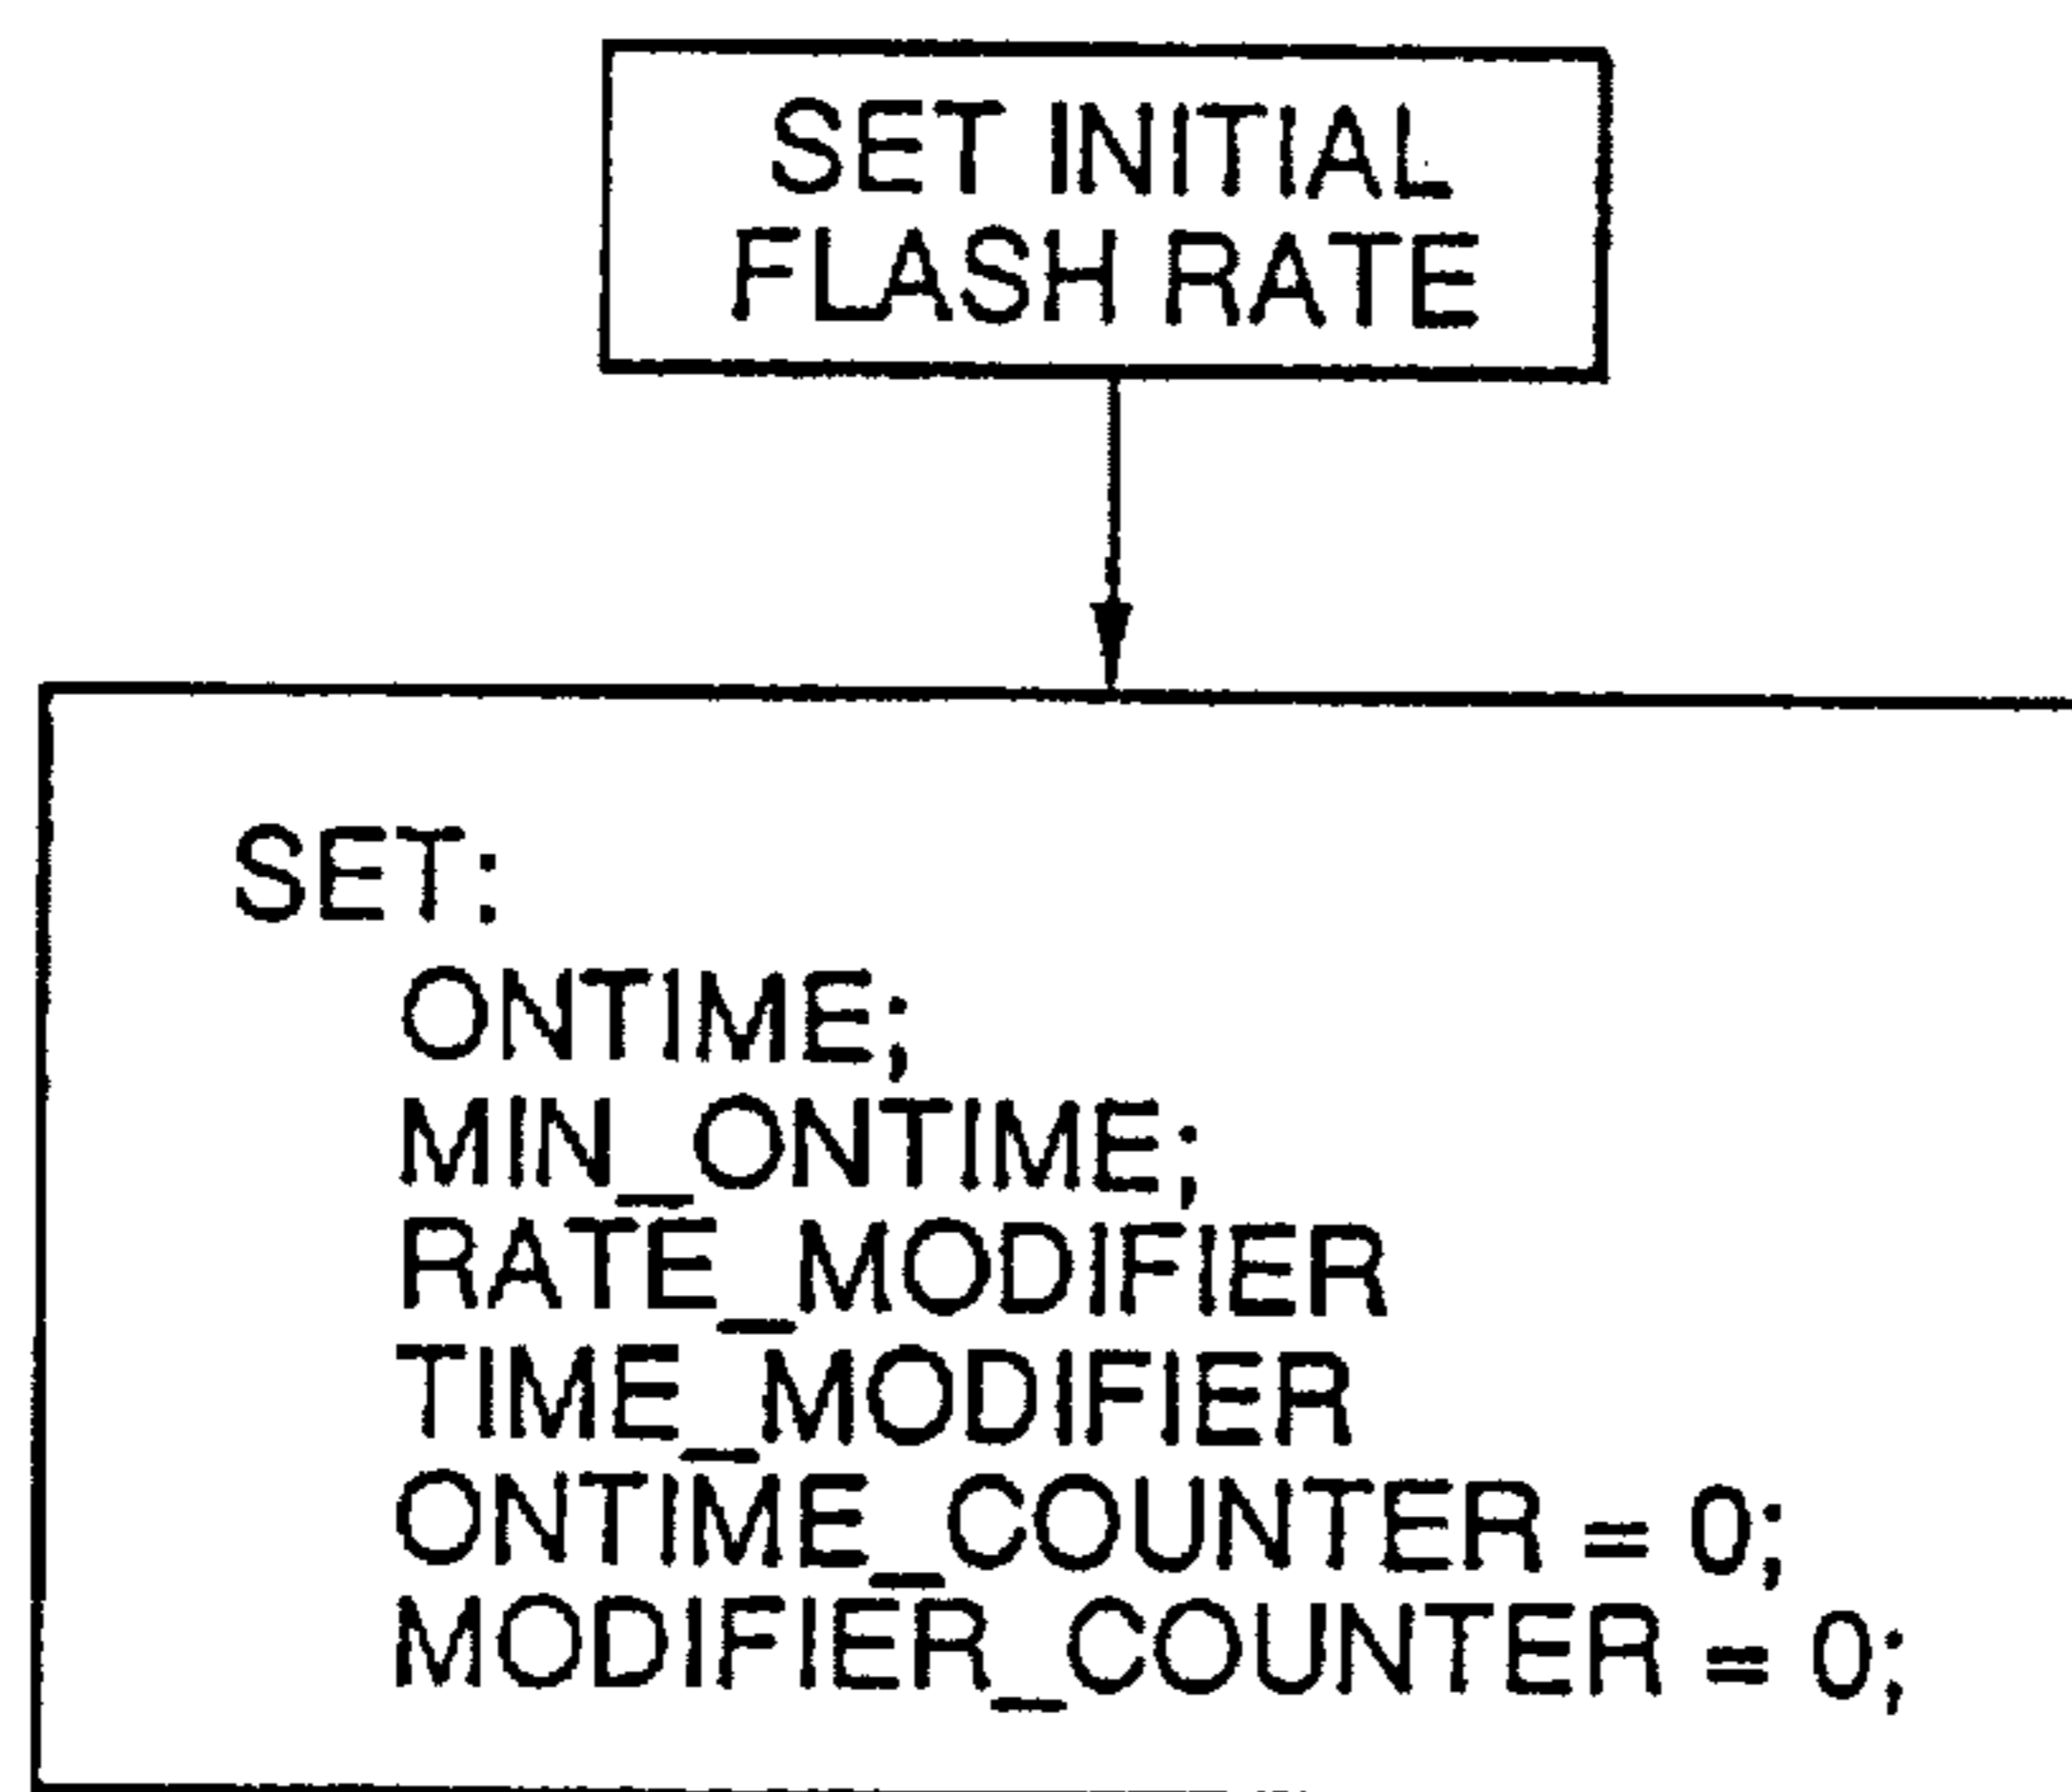 SET INITIAL
FLASH RATE
SET:
ONTIME;
MIN_ONTIME;
RATE_MODIFIER
TIME_MODIFIER
ONTIME_COUNTER = 0;
MODIFIER_COUNTER = 0;